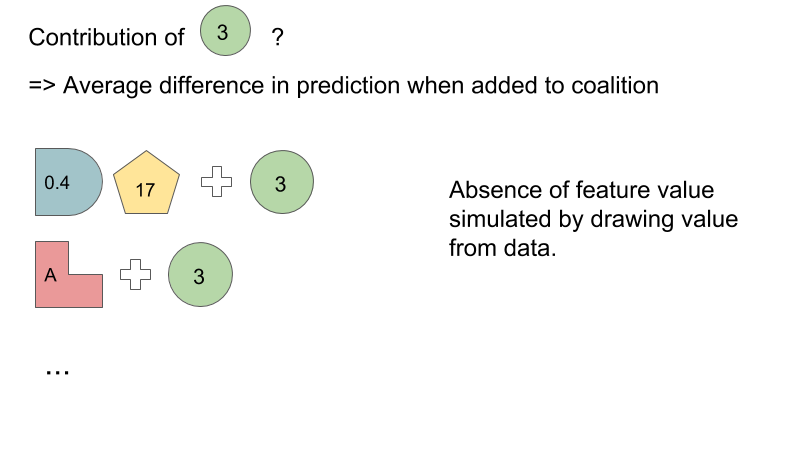 Contribution of 3 ?
=> Average difference in prediction when added to coalition
0.4 17 3
A 3
Absence of feature value
simulated by drawing value
from data.
...